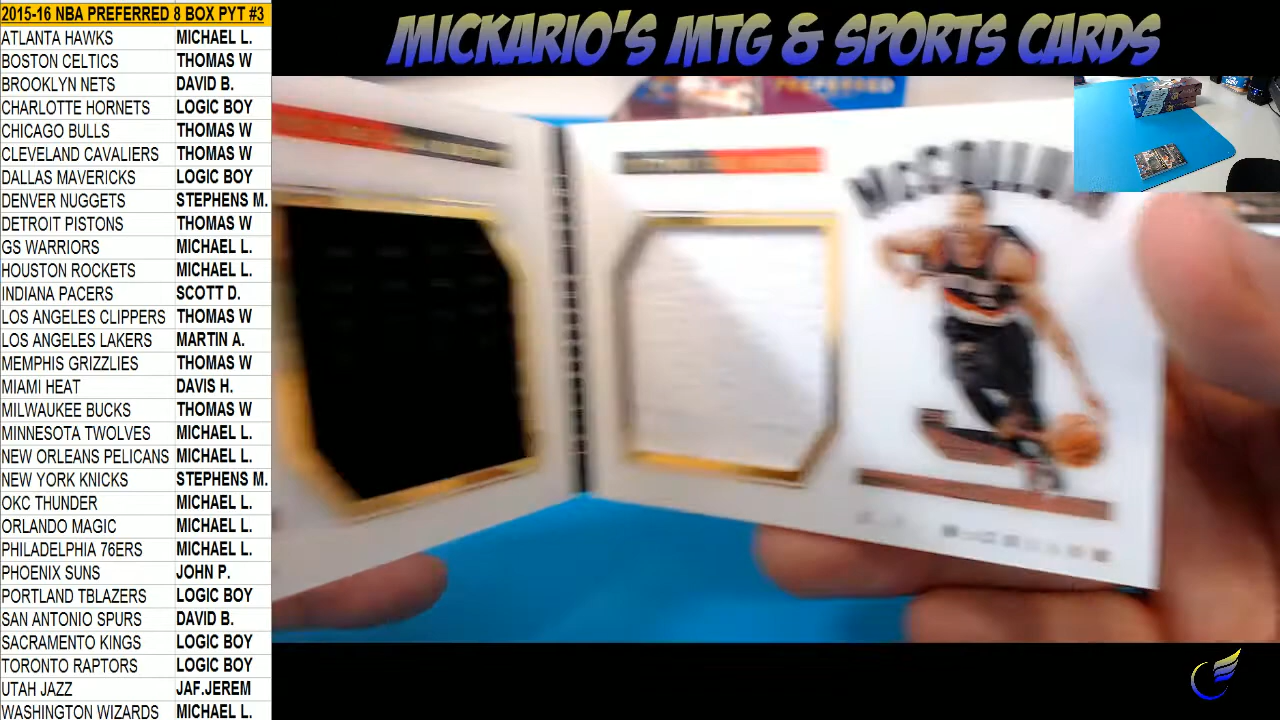 2015-16 NBA PREFERRED 8 BOX PYT #3
ATLANTA HAWKS MICHAEL L.
BOSTON CELTICS THOMAS W
BROOKLYN NETS DAVID B.
CHARLOTTE HORNETS LOGIC BOY
CHICAGO BULLS THOMAS W
CLEVELAND CAVALIERS THOMAS W
DALLAS MAVERICKS LOGIC BOY
DENVER NUGGETS STEPHENS M.
DETROIT PISTONS THOMAS W
GS WARRIORS MICHAEL L.
HOUSTON ROCKETS MICHAEL L.
INDIANA PACERS SCOTT D.
LOS ANGELES CLIPPERS THOMAS W
LOS ANGELES LAKERS MARTIN A.
MEMPHIS GRIZZLIES THOMAS W
MIAMI HEAT DAVIS H.
MILWAUKEE BUCKS THOMAS W
MINNESOTA TWOLVES MICHAEL L.
NEW ORLEANS PELICANS MICHAEL L.
NEW YORK KNICKS STEPHENS M.
OKC THUNDER MICHAEL L.
ORLANDO MAGIC MICHAEL L.
PHILADELPHIA 76ERS MICHAEL L.
PHOENIX SUNS JOHN P.
PORTLAND TBLAZERS LOGIC BOY
SAN ANTONIO SPURS DAVID B.
SACRAMENTO KINGS LOGIC BOY
TORONTO RAPTORS LOGIC BOY
UTAH JAZZ JAF.JEREM
WASHINGTON WIZARDS MICHAEL L.
MICKARIO'S MTG & SPORTS CARDS
PREFERRED